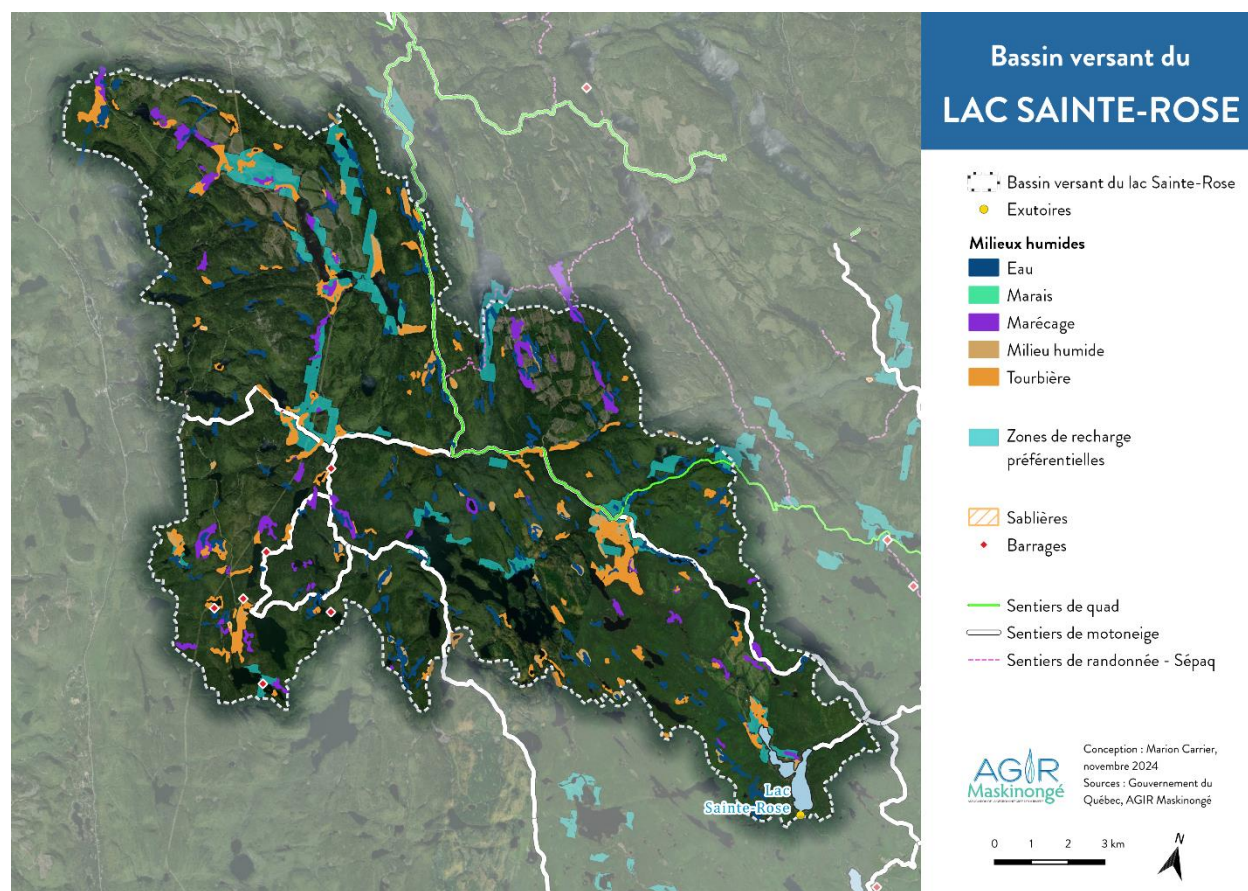 Bassin versant du
LAC SAINTE-ROSE
Bassin versant du lac Sainte-Rose
Exutoires
Milieux humides
Eau
Marais
Marécage
Milieu humide
Tourbière
Zones de recharge
préférentielles
Sablières
Barrages
Sentiers de quad
Sentiers de motoneige
Sentiers de randonnée - Sépaq
Lac
Sainte-Rose
AGIR
Maskinongé
Conception : Marion Carrier,
novembre 2024
Sources : Gouvernement du
Québec, AGIR Maskinongé
0 1 2 3 km
N